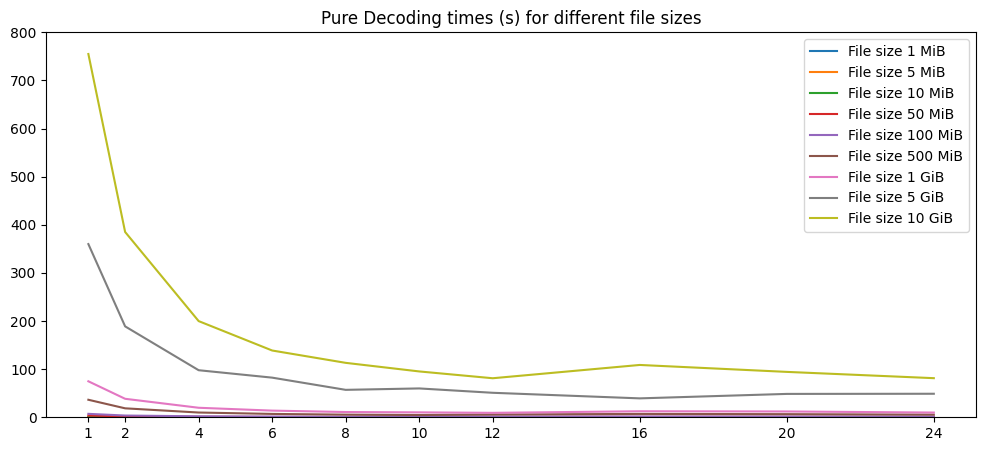 Pure Decoding times (s) for different file sizes
800
700
600
500
400
300
200
100
0
File size 1 MiB
File size 5 MiB
File size 10 MiB
File size 50 MiB
File size 100 MiB
File size 500 MiB
File size 1 GiB
File size 5 GiB
File size 10 GiB
1 2 4 6 8 10 12 16 20 24